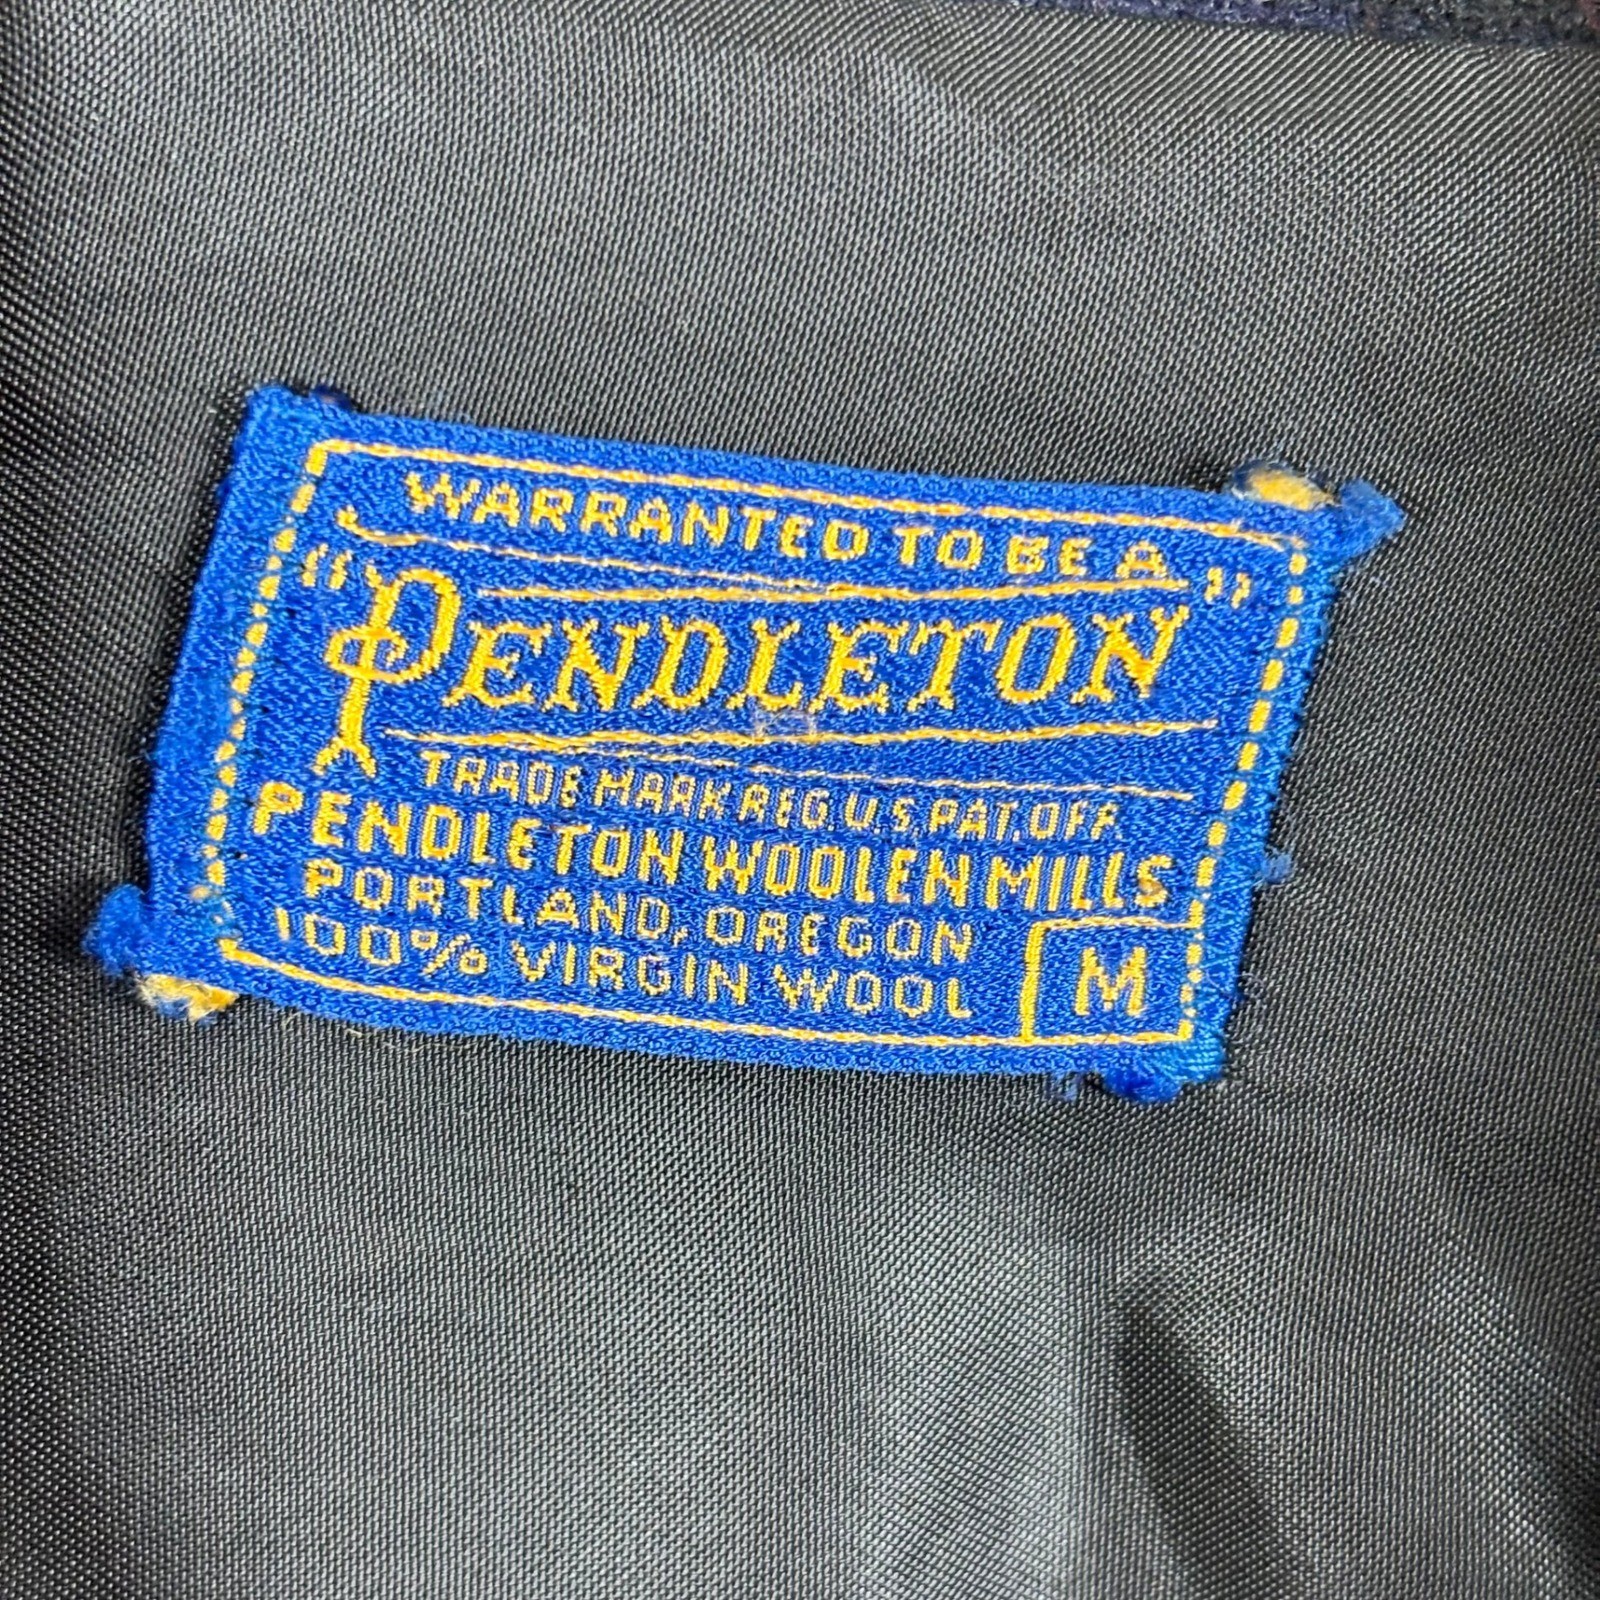 WARRANTED TO BE A
"PENDLETON"
TRADE MARK REG. U.S. PAT. OFF.
PENDLETON WOOLEN MILLS
PORTLAND, OREGON
100% VIRGIN WOOL
M